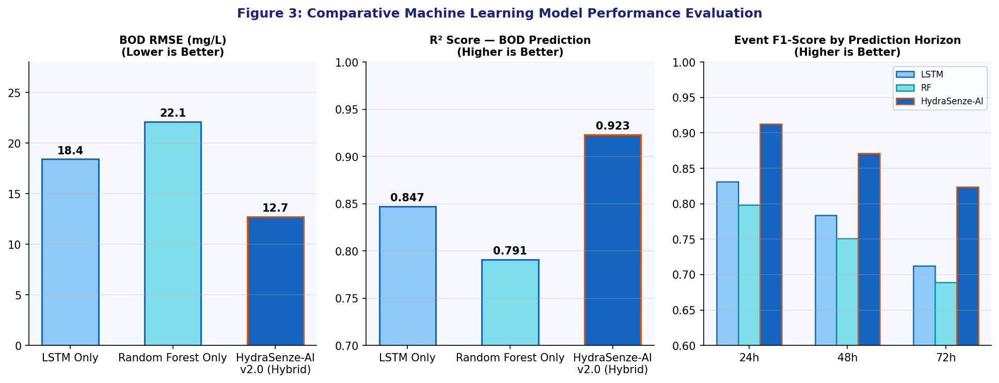 Figure 3: Comparative Machine Learning Model Performance Evaluation
BOD RMSE (mg/L)
(Lower is Better)
25
20
15
10
5
0
18.4
22.1
12.7
LSTM Only
Random Forest Only
HydraSenze-AI
v2.0 (Hybrid)
R² Score — BOD Prediction
(Higher is Better)
1.00
0.95
0.90
0.85
0.80
0.75
0.70
0.847
0.791
0.923
LSTM Only
Random Forest Only
HydraSenze-AI
v2.0 (Hybrid)
Event F1-Score by Prediction Horizon
(Higher is Better)
1.00
0.95
0.90
0.85
0.80
0.75
0.70
0.65
0.60
LSTM
RF
HydraSenze-AI
24h
48h
72h